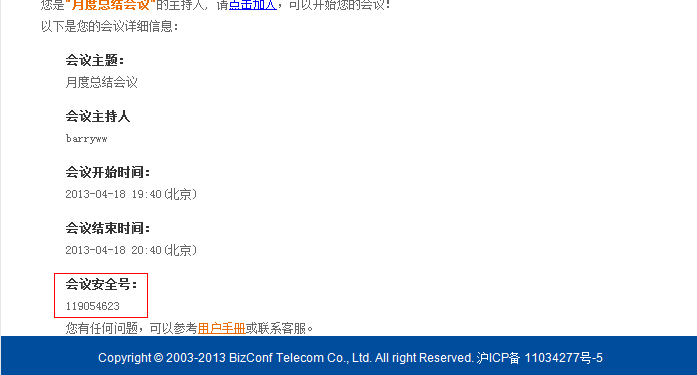 您是"月度总结会议"的主持人，请点击加入，可以开始您的会议！
以下是您的会议详细信息：
会议主题：
月度总结会议
会议主持人
barryww
会议开始时间：
2013-04-18 19:40(北京)
会议结束时间：
2013-04-18 20:40(北京)
会议安全号：
119054623
您有任何问题，可以参考用户手册或联系客服。
Copyright © 2003-2013 BizConf Telecom Co., Ltd. All right Reserved. 沪ICP备 11034277号-5